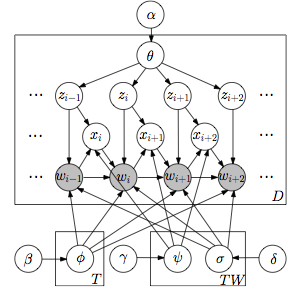 α
θ
... z_{i-1} z_i z_{i+1} z_{i+2} ...
... x_i x_{i+1} x_{i+2} ...
... w_{i-1} w_i w_{i+1} w_{i+2} ...
D
β ϕ γ ψ σ δ
T TW